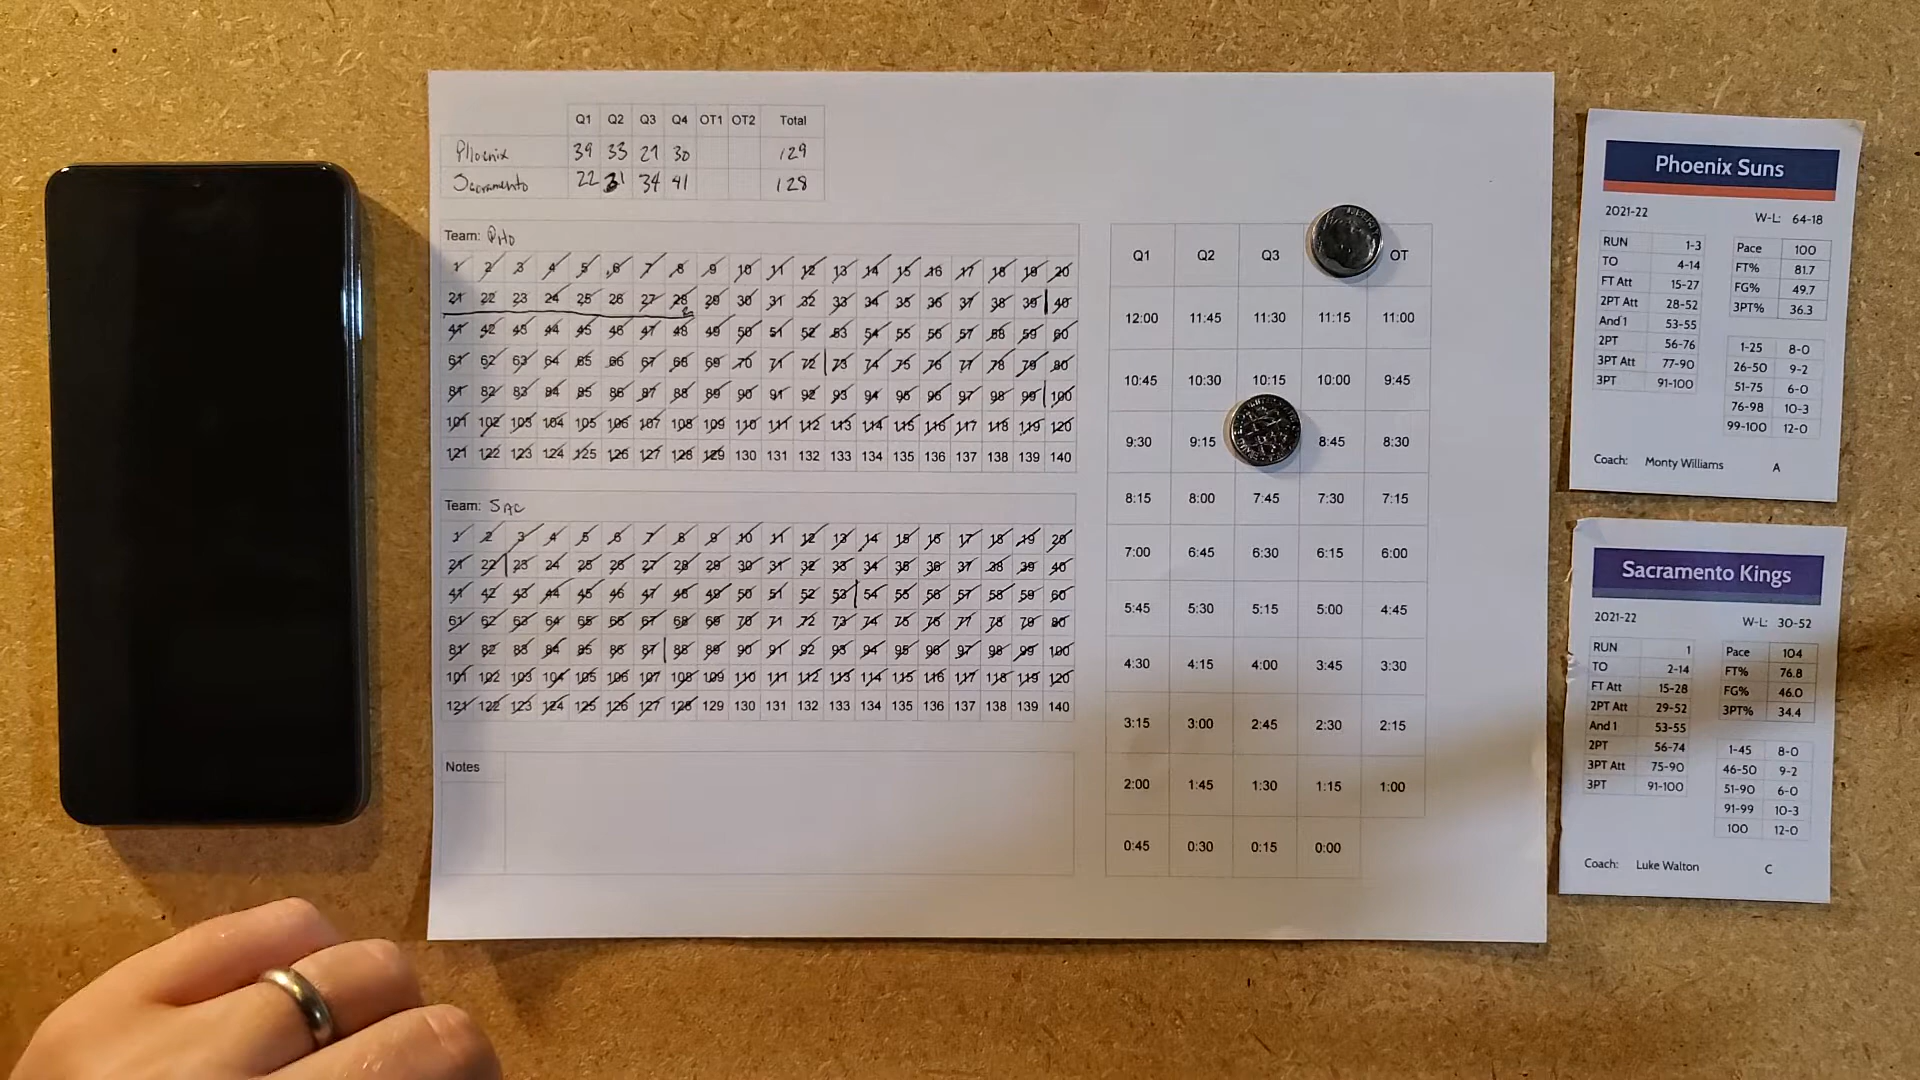 Q1 Q2 Q3 Q4 OT1 OT2 Total
Phoenix 39 33 27 30 129
Sacramento 22 31 34 41 128
Team: PHO
1 2 3 4 5 6 7 8 9 10 11 12 13 14 15 16 17 18 19 20
21 22 23 24 25 26 27 28 29 30 31 32 33 34 35 36 37 38 39 40
41 42 43 44 45 46 47 48 49 50 51 52 53 54 55 56 57 58 59 60
61 62 63 64 65 66 67 68 69 70 71 72 73 74 75 76 77 78 79 80
81 82 83 84 85 86 87 88 89 90 91 92 93 94 95 96 97 98 99 100
101 102 103 104 105 106 107 108 109 110 111 112 113 114 115 116 117 118 119 120
121 122 123 124 125 126 127 128 129 130 131 132 133 134 135 136 137 138 139 140
Team: SAC
1 2 3 4 5 6 7 8 9 10 11 12 13 14 15 16 17 18 19 20
21 22 23 24 25 26 27 28 29 30 31 32 33 34 35 36 37 38 39 40
41 42 43 44 45 46 47 48 49 50 51 52 53 54 55 56 57 58 59 60
61 62 63 64 65 66 67 68 69 70 71 72 73 74 75 76 77 78 79 80
81 82 83 84 85 86 87 88 89 90 91 92 93 94 95 96 97 98 99 100
101 102 103 104 105 106 107 108 109 110 111 112 113 114 115 116 117 118 119 120
121 122 123 124 125 126 127 128 129 130 131 132 133 134 135 136 137 138 139 140
Notes
Q1 Q2 Q3 OT
12:00 11:45 11:30 11:15 11:00
10:45 10:30 10:15 10:00 9:45
9:30 9:15 8:45 8:30
8:15 8:00 7:45 7:30 7:15
7:00 6:45 6:30 6:15 6:00
5:45 5:30 5:15 5:00 4:45
4:30 4:15 4:00 3:45 3:30
3:15 3:00 2:45 2:30 2:15
2:00 1:45 1:30 1:15 1:00
0:45 0:30 0:15 0:00
Phoenix Suns
2021-22 W-L: 64-18
RUN 1-3
TO 4-14
FT Att 15-27
2PT Att 28-52
And 1 53-55
2PT 56-76
3PT Att 77-90
3PT 91-100
Pace 100
FT% 81.7
FG% 49.7
3PT% 36.3
1-25 8-0
26-50 9-2
51-75 6-0
76-98 10-3
99-100 12-0
Coach: Monty Williams A
Sacramento Kings
2021-22 W-L: 30-52
RUN 1
TO 2-14
FT Att 15-28
2PT Att 29-52
And 1 53-55
2PT 56-74
3PT Att 75-90
3PT 91-100
Pace 104
FT% 76.8
FG% 46.0
3PT% 34.4
1-45 8-0
46-50 9-2
51-90 6-0
91-99 10-3
100 12-0
Coach: Luke Walton C